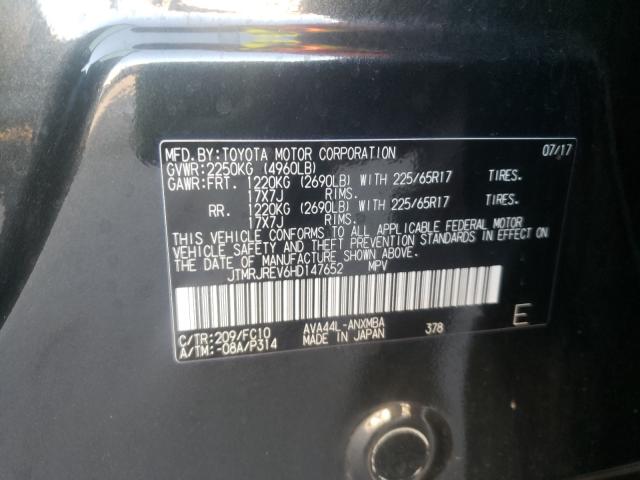 MFD.BY:TOYOTA MOTOR CORPORATION 07/17
GVWR:2250KG (4960LB)
GAWR:FRT. 1220KG (2690LB) WITH 225/65R17 TIRES.
17X7J RIMS.
RR. 1220KG (2690LB) WITH 225/65R17 TIRES.
17X7J RIMS.
THIS VEHICLE CONFORMS TO ALL APPLICABLE FEDERAL MOTOR
VEHICLE SAFETY AND THEFT PREVENTION STANDARDS IN EFFECT ON
THE DATE OF MANUFACTURE SHOWN ABOVE.
JTMRJREV6HD147652 MPV
C/TR:209/FC10 AVA44L-ANXMBA 378 E
A/TM:-08A/P314 MADE IN JAPAN